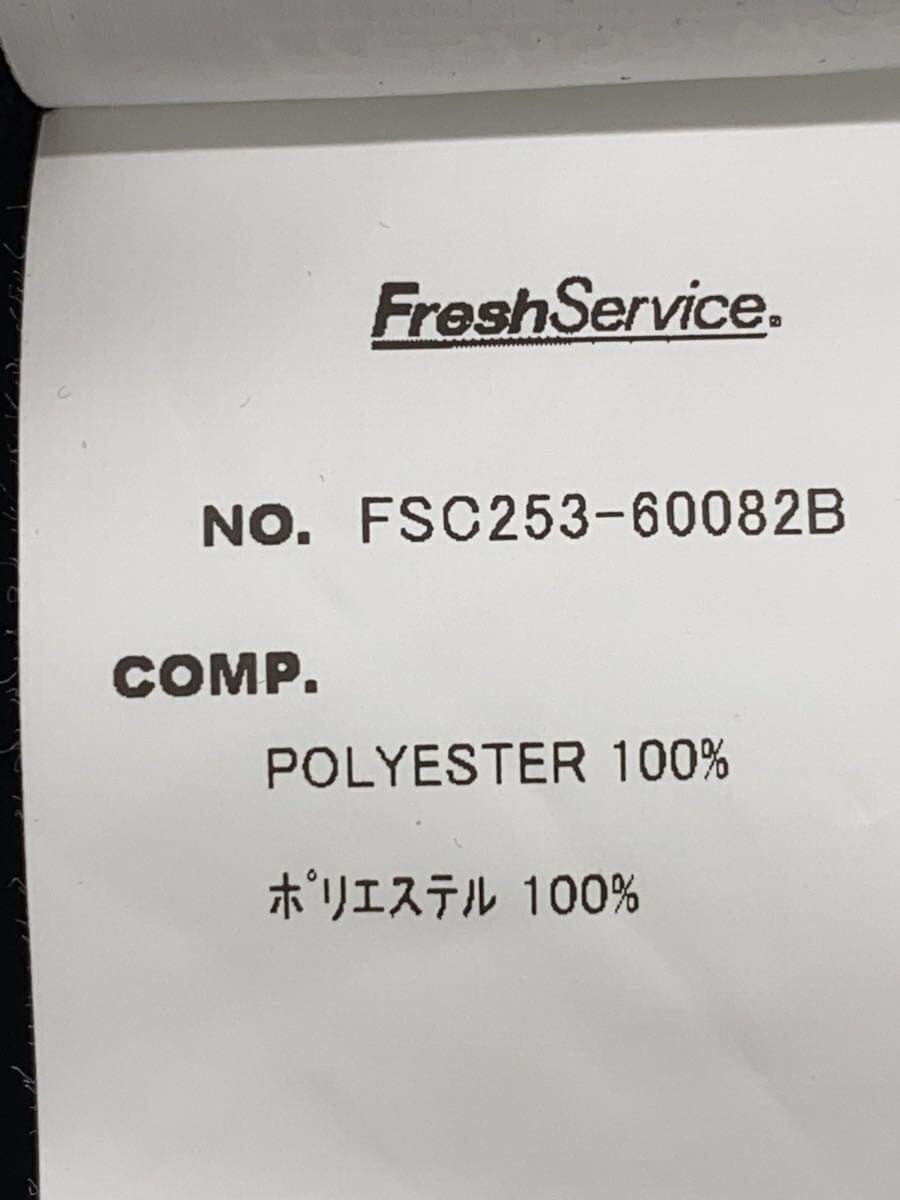 FreshService.
NO. FSC253-60082B
COMP.
POLYESTER 100%
ポリエステル 100%